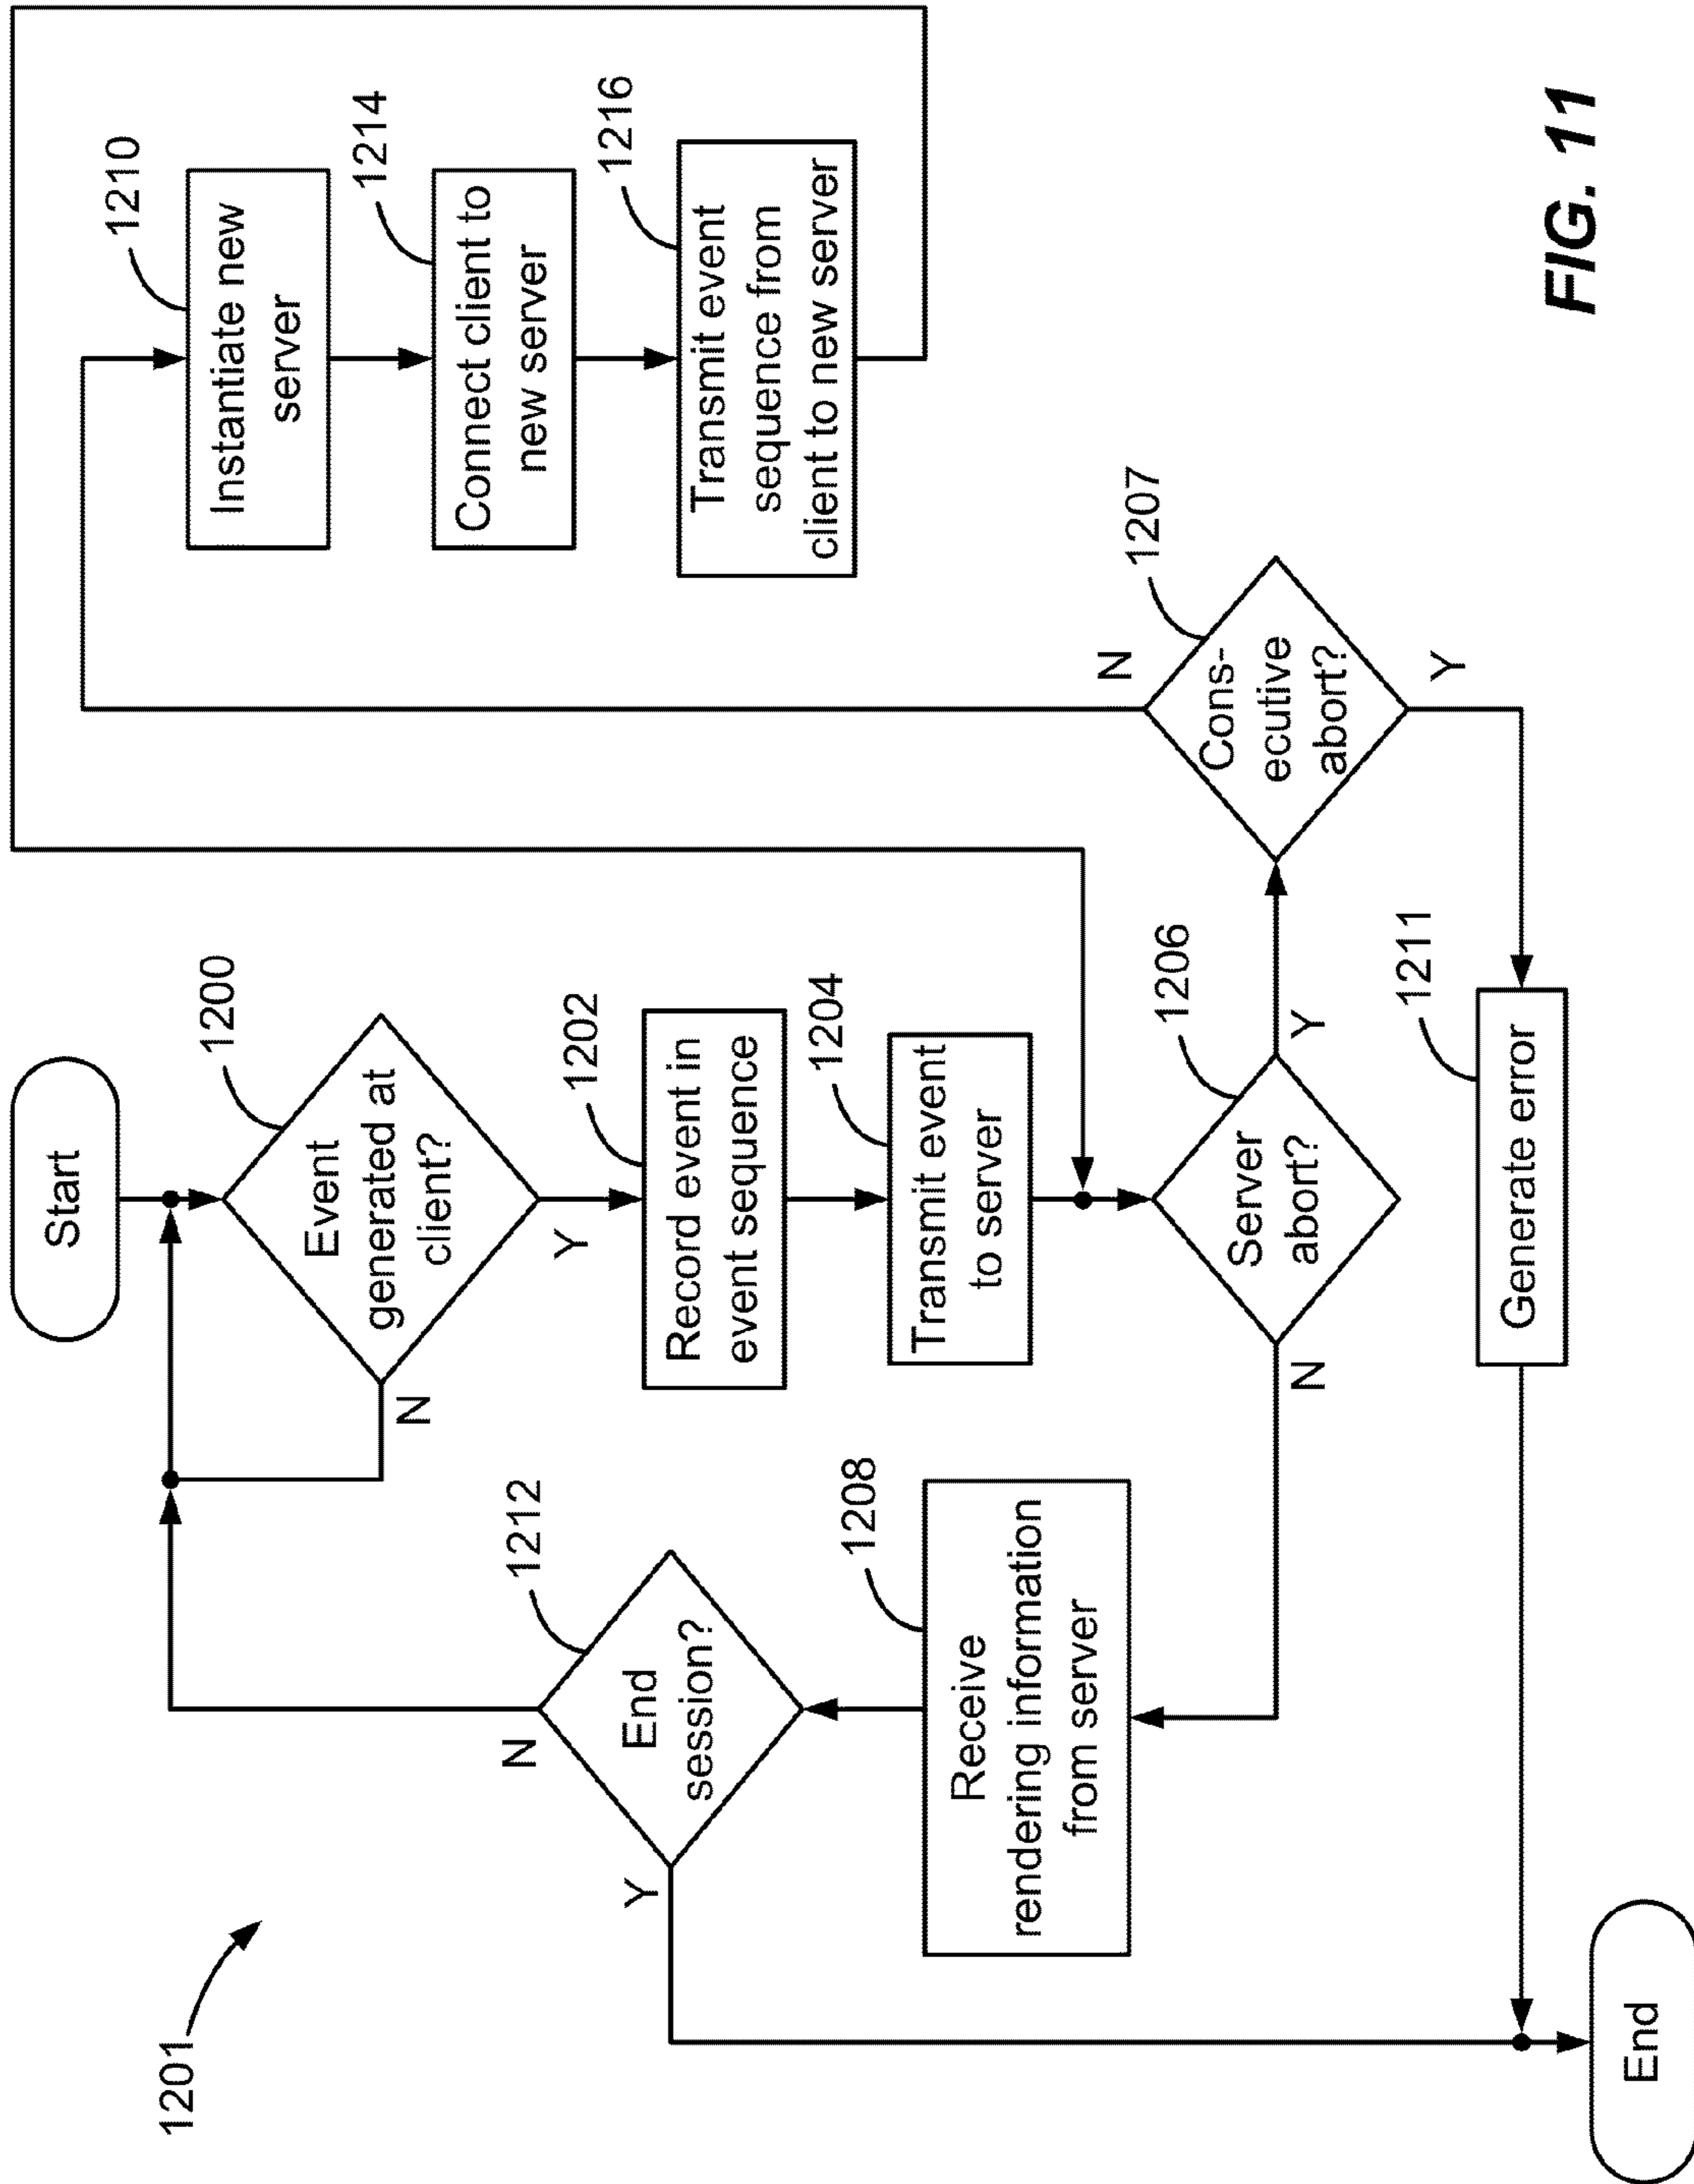 1201
Start
1200
Event
generated at
client?
N
Y
1202
Record event in
event sequence
1204
Transmit event
to server
1206
Server
abort?
N
Y
1207
Cons-
ecutive
abort?
N
Y
1210
Instantiate new
server
1214
Connect client to
new server
1216
Transmit event
sequence from
client to new server
1208
Receive
rendering information
from server
1212
End
session?
N
Y
1211
Generate error
End
FIG. 11